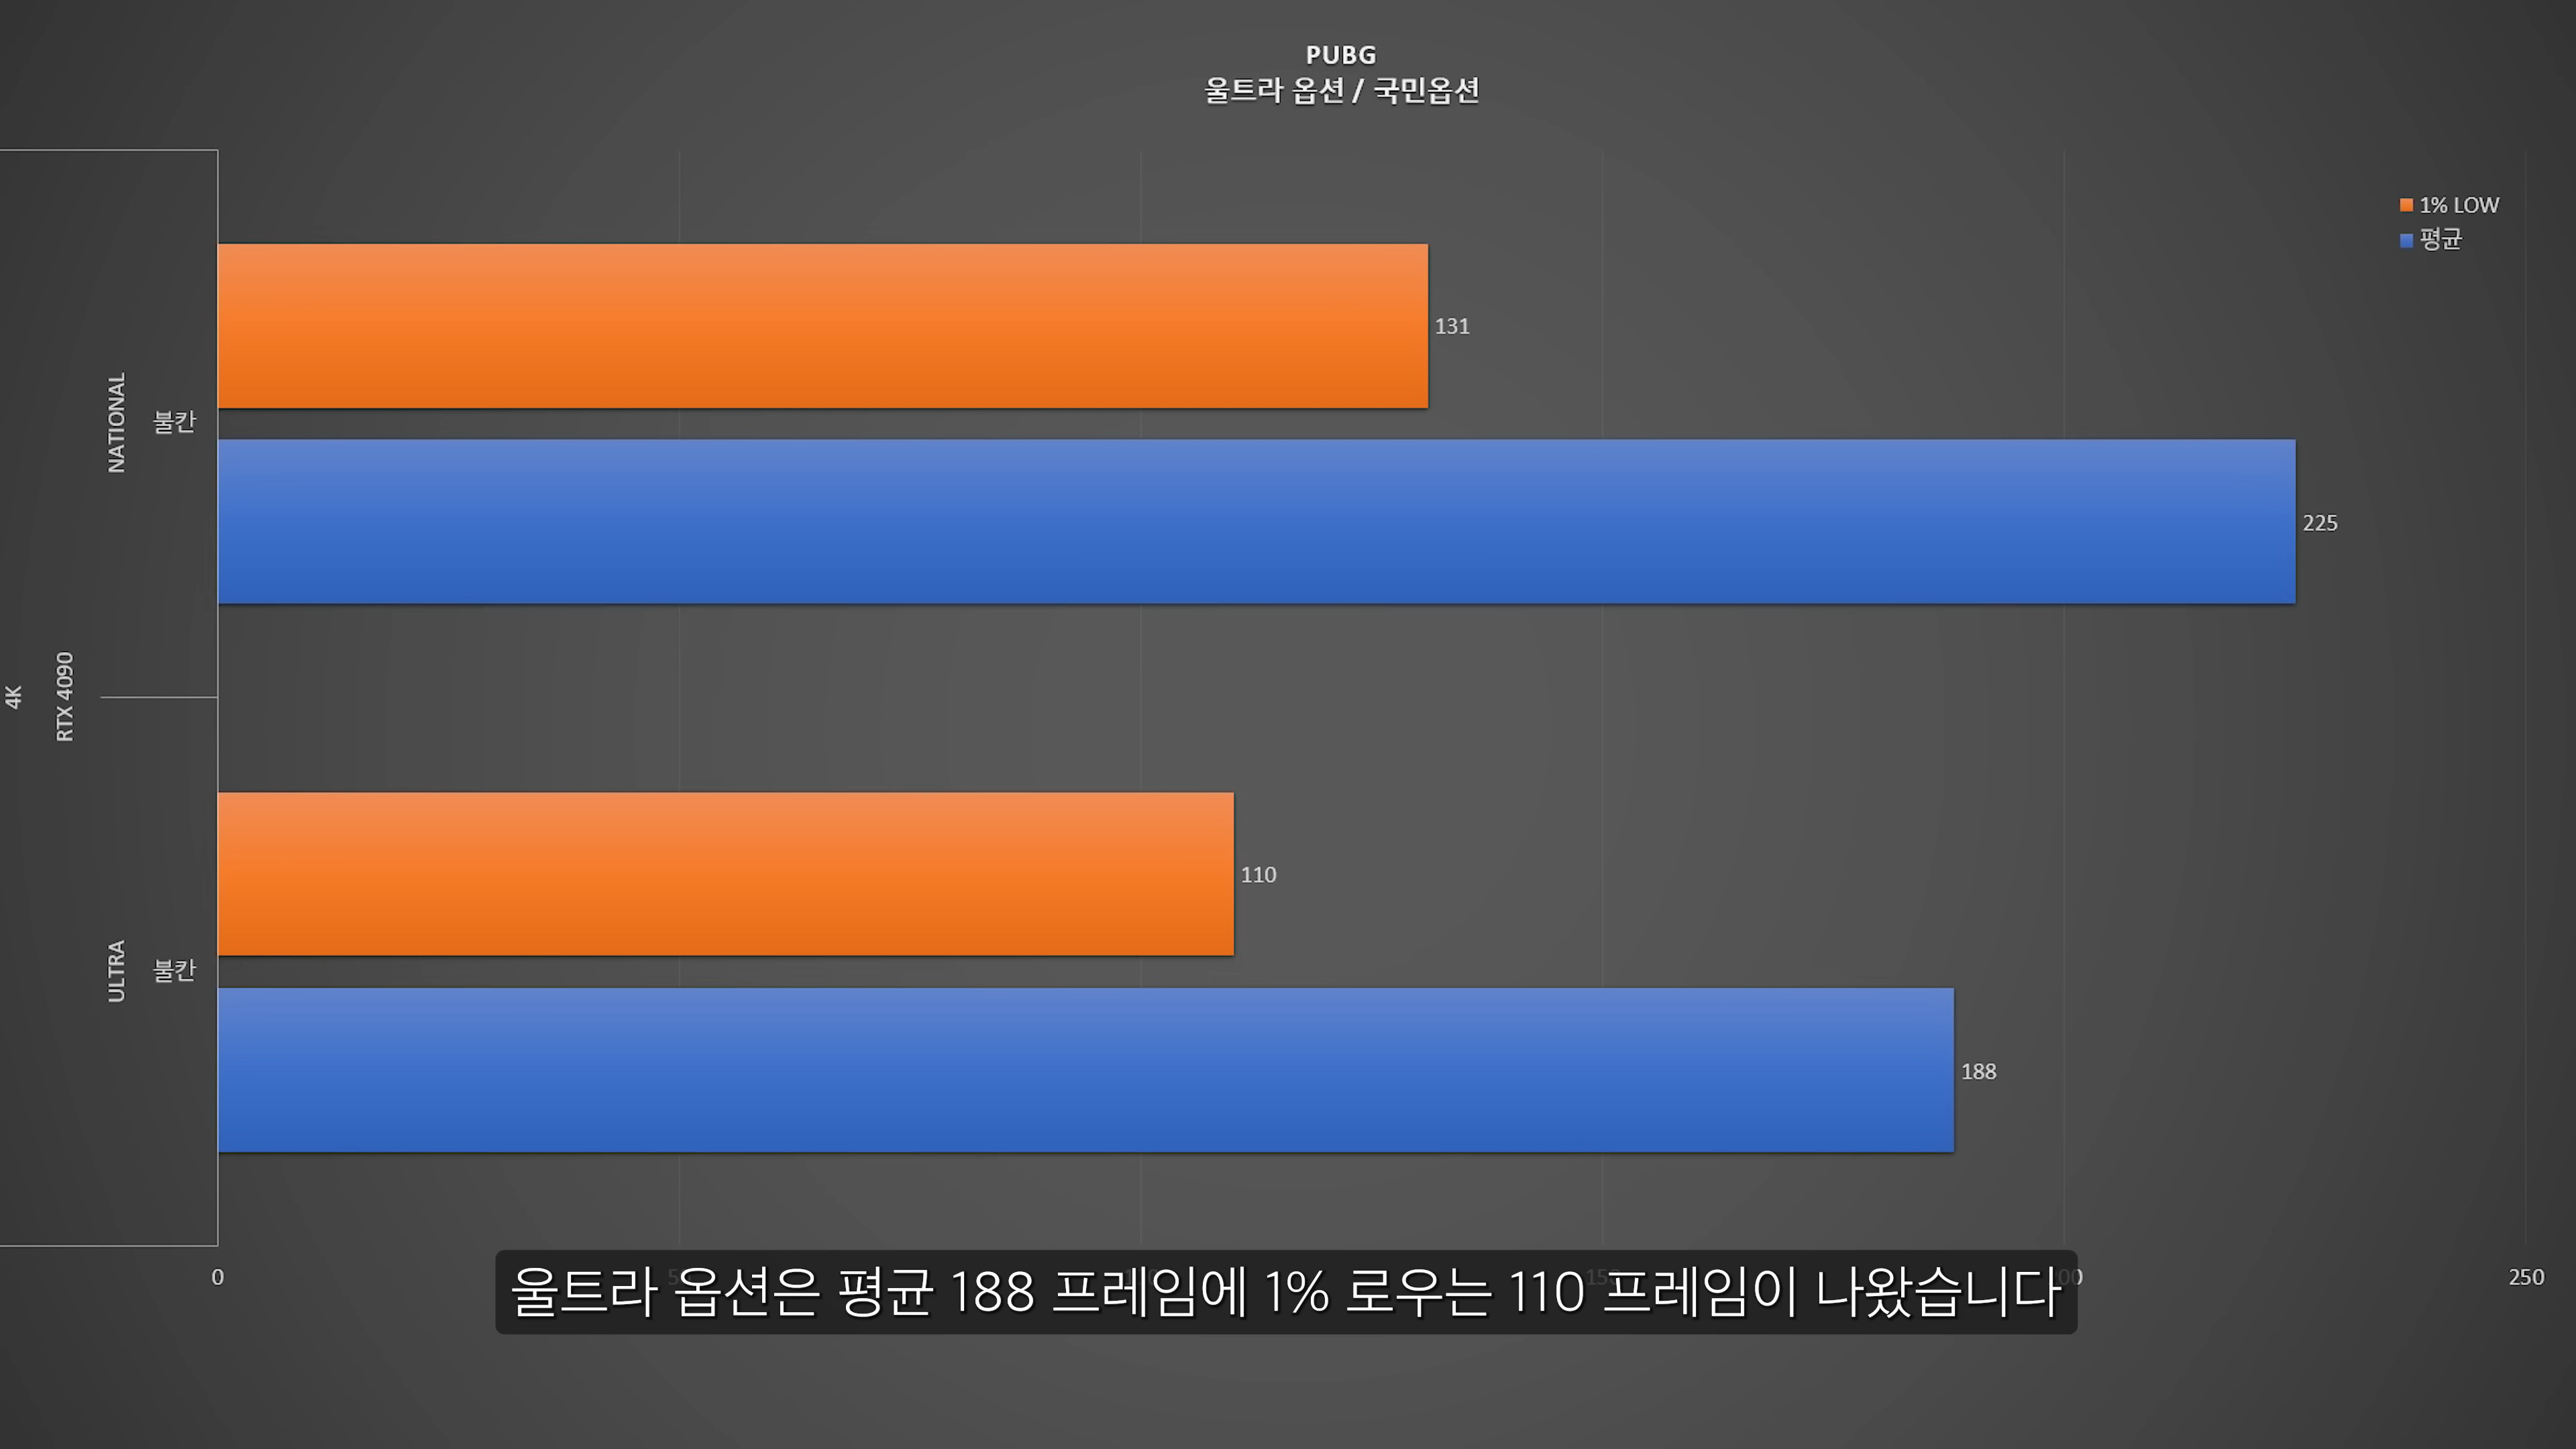 PUBG
울트라 옵션 / 국민옵션
1% LOW
평균
131
NATIONAL
불칸
225
4K
RTX 4090
110
ULTRA
불칸
188
0
150
250
울트라 옵션은 평균 188 프레임에 1% 로우는 110 프레임이 나왔습니다